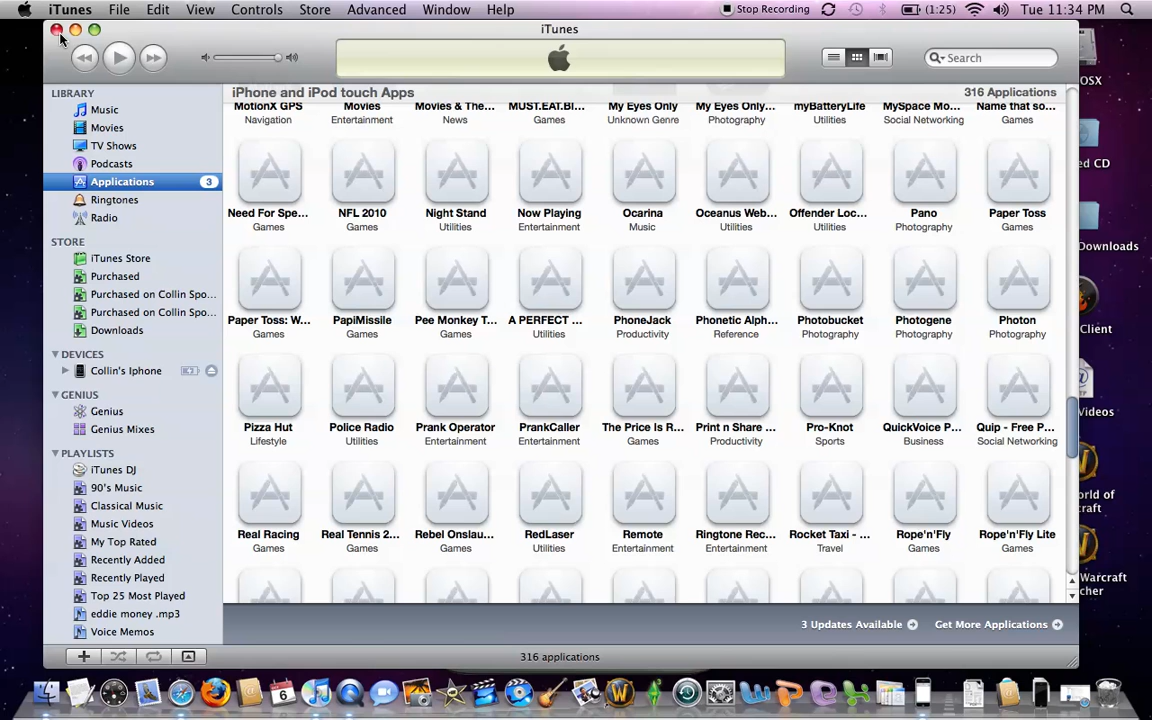 iTunes File Edit View Controls Store Advanced Window Help Stop Recording (1:25) Tue 11:34 PM
iTunes
Search
LIBRARY
Music
Movies
TV Shows
Podcasts
Applications 3
Ringtones
Radio
STORE
iTunes Store
Purchased
Purchased on Collin Spo...
Purchased on Collin Spo...
Downloads
DEVICES
Collin's Iphone
GENIUS
Genius
Genius Mixes
PLAYLISTS
iTunes DJ
90's Music
Classical Music
Music Videos
My Top Rated
Recently Added
Recently Played
Top 25 Most Played
eddie money .mp3
Voice Memos
iPhone and iPod touch Apps 316 Applications
MotionX GPS Movies Movies & The... MUST.EAT.BI... My Eyes Only My Eyes Only... myBatteryLife MySpace Mo... Name that so...
Navigation Entertainment News Games Unknown Genre Photography Utilities Social Networking Games
Need For Spe... NFL 2010 Night Stand Now Playing Ocarina Oceanus Web... Offender Loc... Pano Paper Toss
Games Games Utilities Entertainment Music Utilities Utilities Photography Games
Paper Toss: W... PapiMissile Pee Monkey T... A PERFECT ... PhoneJack Phonetic Alph... Photobucket Photogene Photon
Games Games Games Utilities Productivity Reference Photography Photography Photography
Pizza Hut Police Radio Prank Operator PrankCaller The Price Is R... Print n Share ... Pro-Knot QuickVoice P... Quip - Free P...
Lifestyle Utilities Entertainment Entertainment Games Productivity Sports Business Social Networking
Real Racing Real Tennis 2... Rebel Onslau... RedLaser Remote Ringtone Rec... Rocket Taxi - ... Rope'n'Fly Rope'n'Fly Lite
Games Games Games Utilities Entertainment Entertainment Travel Games Games
3 Updates Available Get More Applications
316 applications
OSX
ed CD
Downloads
Client
Videos
orld of
craft
Warcraft
cher
6